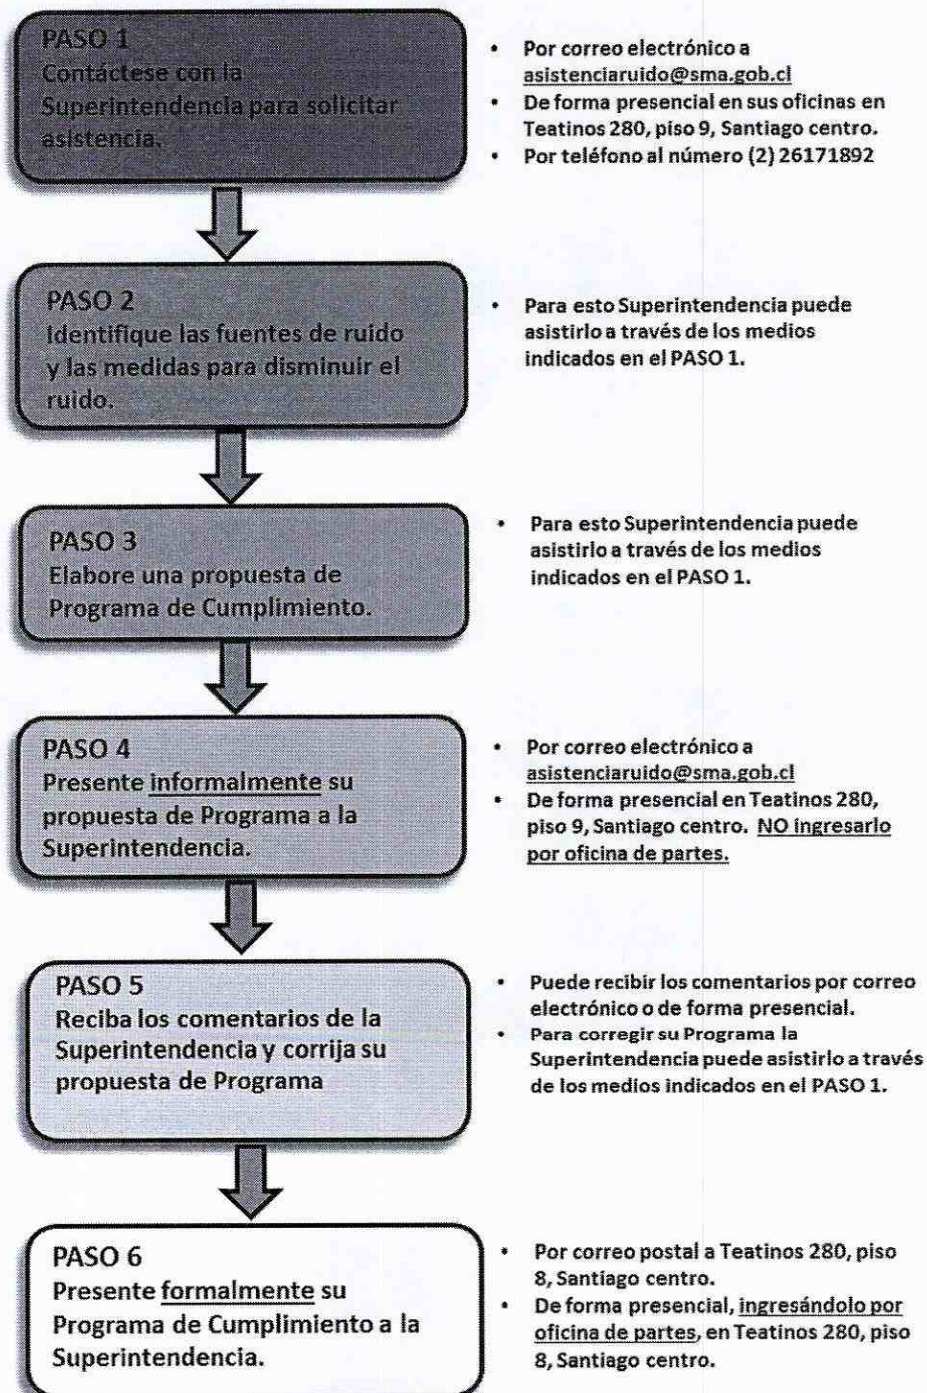 PASO 1
Contáctese con la
Superintendencia para solicitar
asistencia.
• Por correo electrónico a
asistenciaruido@sma.gob.cl
• De forma presencial en sus oficinas en
Teatinos 280, piso 9, Santiago centro.
• Por teléfono al número (2) 26171892
PASO 2
Identifique las fuentes de ruido
y las medidas para disminuir el
ruido.
• Para esto Superintendencia puede
asistirlo a través de los medios
indicados en el PASO 1.
PASO 3
Elabore una propuesta de
Programa de Cumplimiento.
• Para esto Superintendencia puede
asistirlo a través de los medios
indicados en el PASO 1.
PASO 4
Presente informalmente su
propuesta de Programa a la
Superintendencia.
• Por correo electrónico a
asistenciaruido@sma.gob.cl
• De forma presencial en Teatinos 280,
piso 9, Santiago centro. NO ingresarlo
por oficina de partes.
PASO 5
Reciba los comentarios de la
Superintendencia y corrija su
propuesta de Programa
• Puede recibir los comentarios por correo
electrónico o de forma presencial.
• Para corregir su Programa la
Superintendencia puede asistirlo a través
de los medios indicados en el PASO 1.
PASO 6
Presente formalmente su
Programa de Cumplimiento a la
Superintendencia.
• Por correo postal a Teatinos 280, piso
8, Santiago centro.
• De forma presencial, ingresándolo por
oficina de partes, en Teatinos 280, piso
8, Santiago centro.